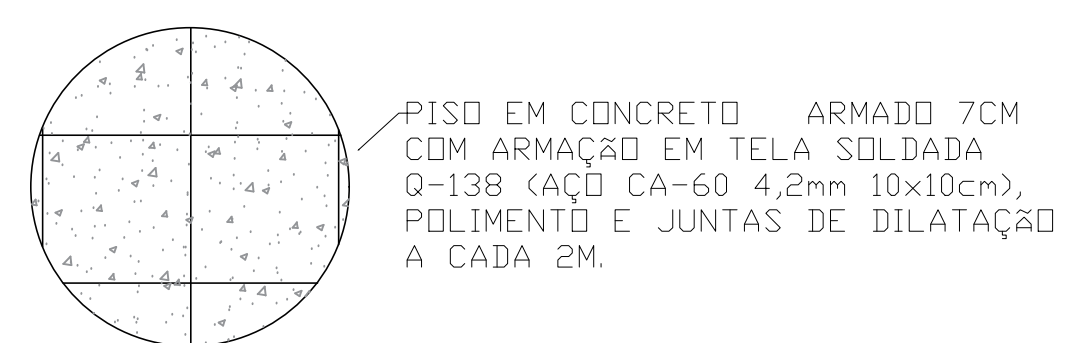 PISO EM CONCRETO ARMADO 7CM
COM ARMAÇÃO EM TELA SOLDADA
Q-138 (AÇO CA-60 4,2mm 10x10cm),
POLIMENTO E JUNTAS DE DILATAÇÃO
A CADA 2M.